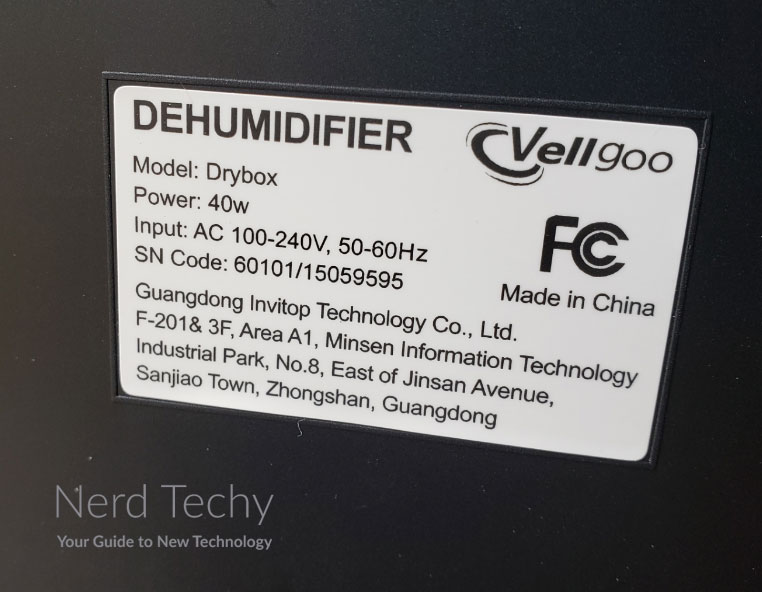 DEHUMIDIFIER
Vellgoo
Model: Drybox
Power: 40w
Input: AC 100-240V, 50-60Hz
SN Code: 60101/15059595
FC
Made in China
Guangdong Invitop Technology Co., Ltd.
F-201& 3F, Area A1, Minsen Information Technology
Industrial Park, No.8, East of Jinsan Avenue,
Sanjiao Town, Zhongshan, Guangdong
Nerd Techy
Your Guide to New Technology